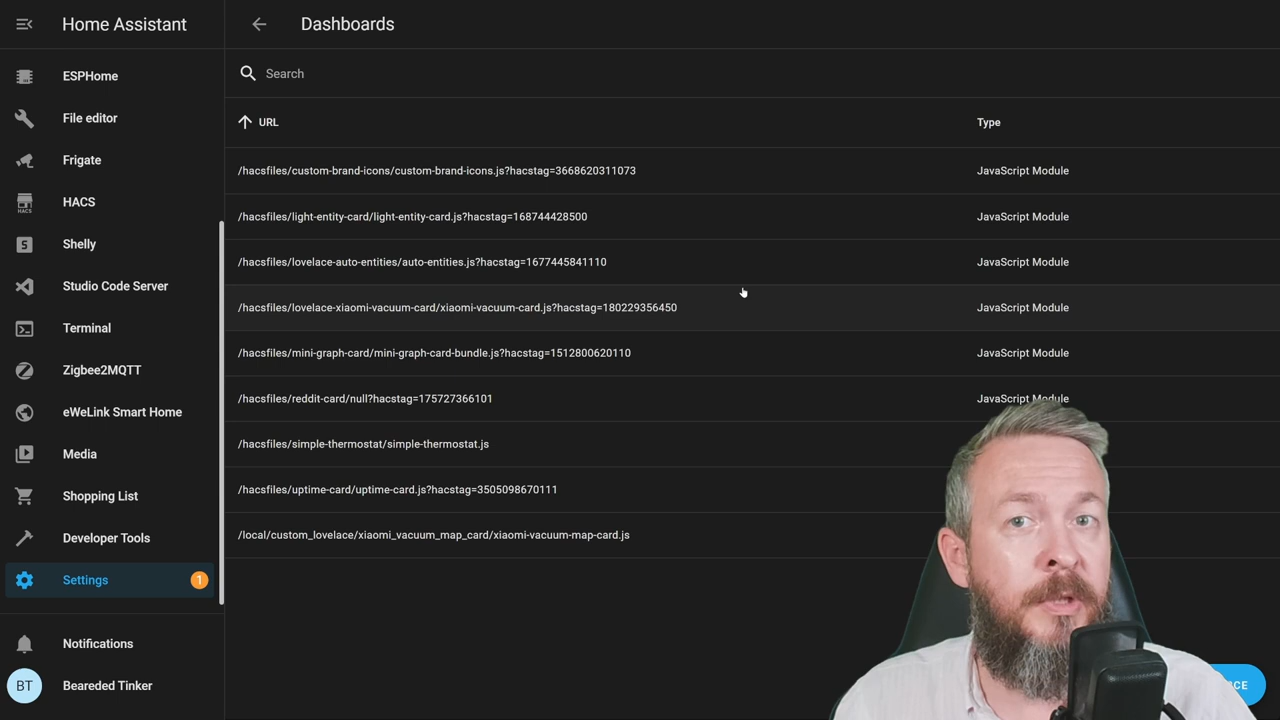 Home Assistant
Dashboards
ESPHome
File editor
Frigate
HACS
HACS
Shelly
S
Studio Code Server
Terminal
Zigbee2MQTT
eWeLink Smart Home
Media
Shopping List
Developer Tools
Settings
1
Notifications
BT
Bearded Tinker
Search
URL
Type
/hacsfiles/custom-brand-icons/custom-brand-icons.js?hacstag=3668620311073
JavaScript Module
/hacsfiles/light-entity-card/light-entity-card.js?hacstag=168744428500
JavaScript Module
/hacsfiles/lovelace-auto-entities/auto-entities.js?hacstag=1677445841110
JavaScript Module
/hacsfiles/lovelace-xiaomi-vacuum-card/xiaomi-vacuum-card.js?hacstag=180229356450
JavaScript Module
/hacsfiles/mini-graph-card/mini-graph-card-bundle.js?hacstag=1512800620110
JavaScript Module
/hacsfiles/reddit-card/null?hacstag=175727366101
JavaScript Module
/hacsfiles/simple-thermostat/simple-thermostat.js
/hacsfiles/uptime-card/uptime-card.js?hacstag=3505098670111
/local/custom_lovelace/xiaomi_vacuum_map_card/xiaomi-vacuum-map-card.js